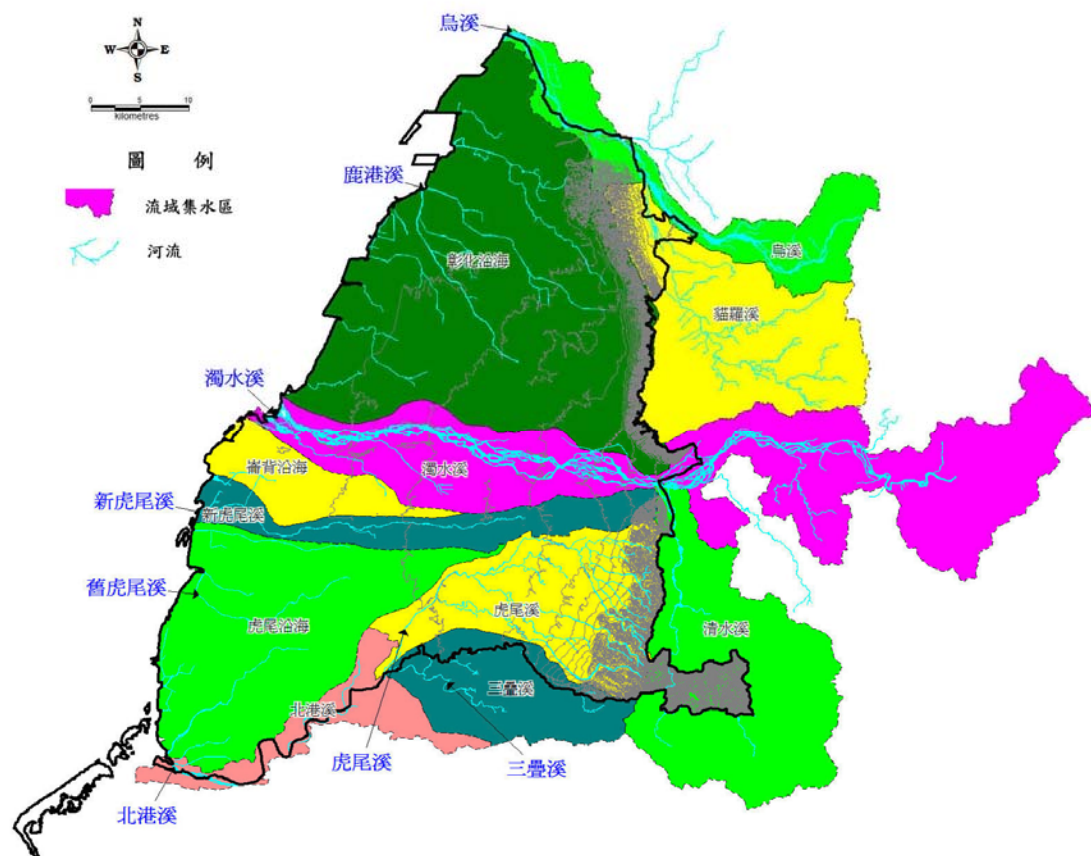 烏溪
N
W E
S
0 5 10
kilometres
圖 例
流域集水區
河流
鹿港溪
彰化沿海
烏溪
貓羅溪
濁水溪
崙背沿海
濁水溪
新虎尾溪
新虎尾溪
舊虎尾溪
虎尾溪
虎尾沿海
清水溪
三疊溪
北港溪
虎尾溪
三疊溪
北港溪